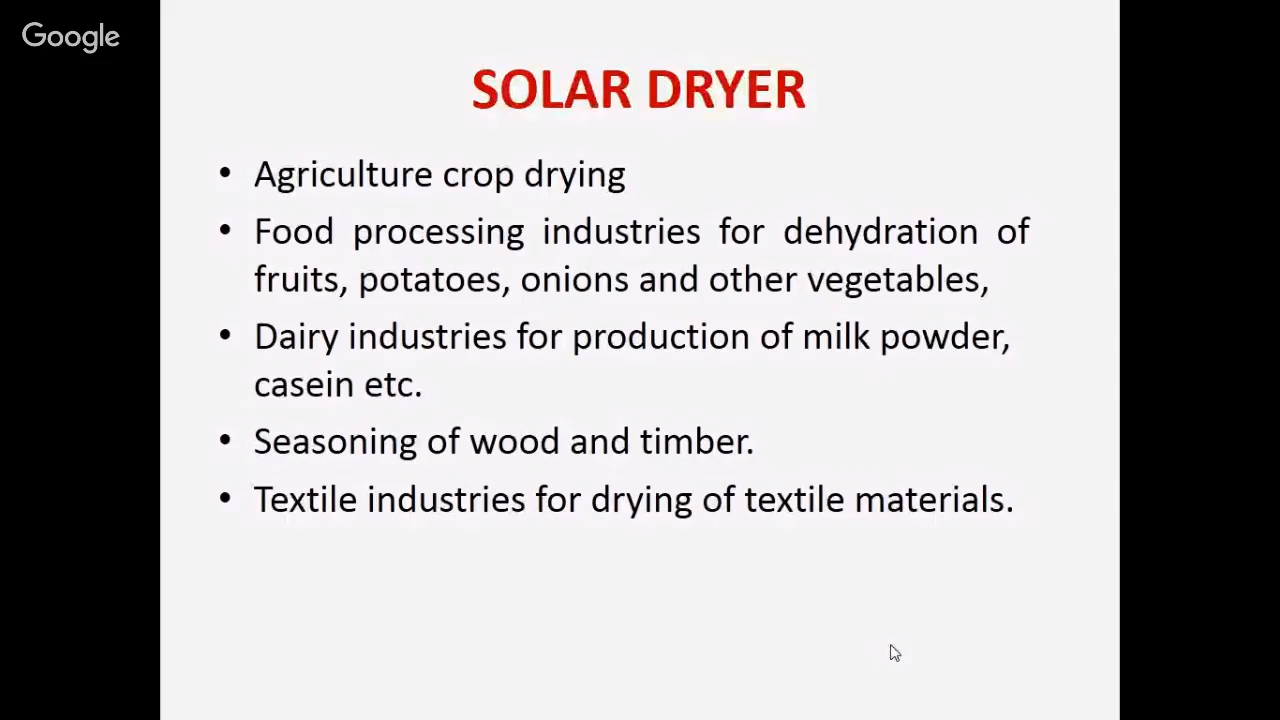 Google
SOLAR DRYER
• Agriculture crop drying
• Food processing industries for dehydration of
fruits, potatoes, onions and other vegetables,
• Dairy industries for production of milk powder,
casein etc.
• Seasoning of wood and timber.
• Textile industries for drying of textile materials.